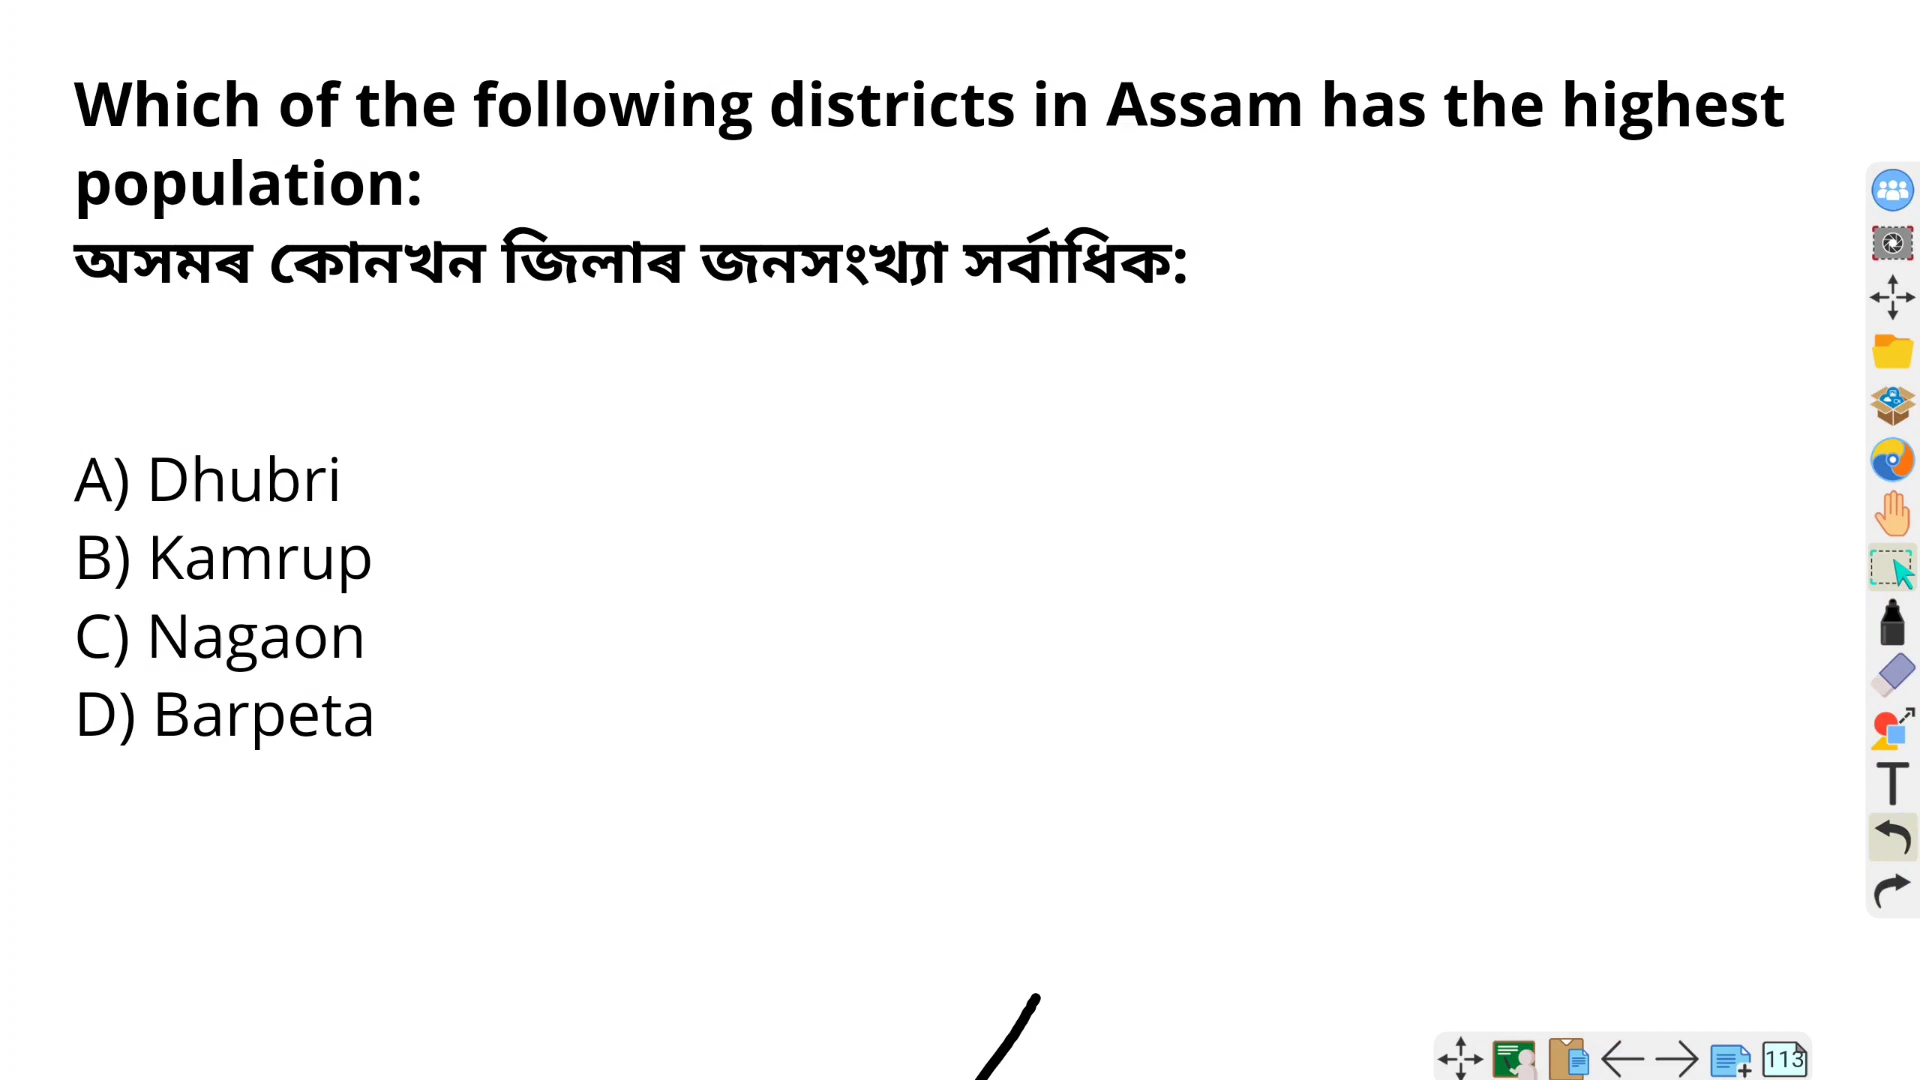 Which of the following districts in Assam has the highest
population:
অসমৰ কোনখন জিলাৰ জনসংখ্যা সৰ্বাধিক:
A) Dhubri
B) Kamrup
C) Nagaon
D) Barpeta
T
113